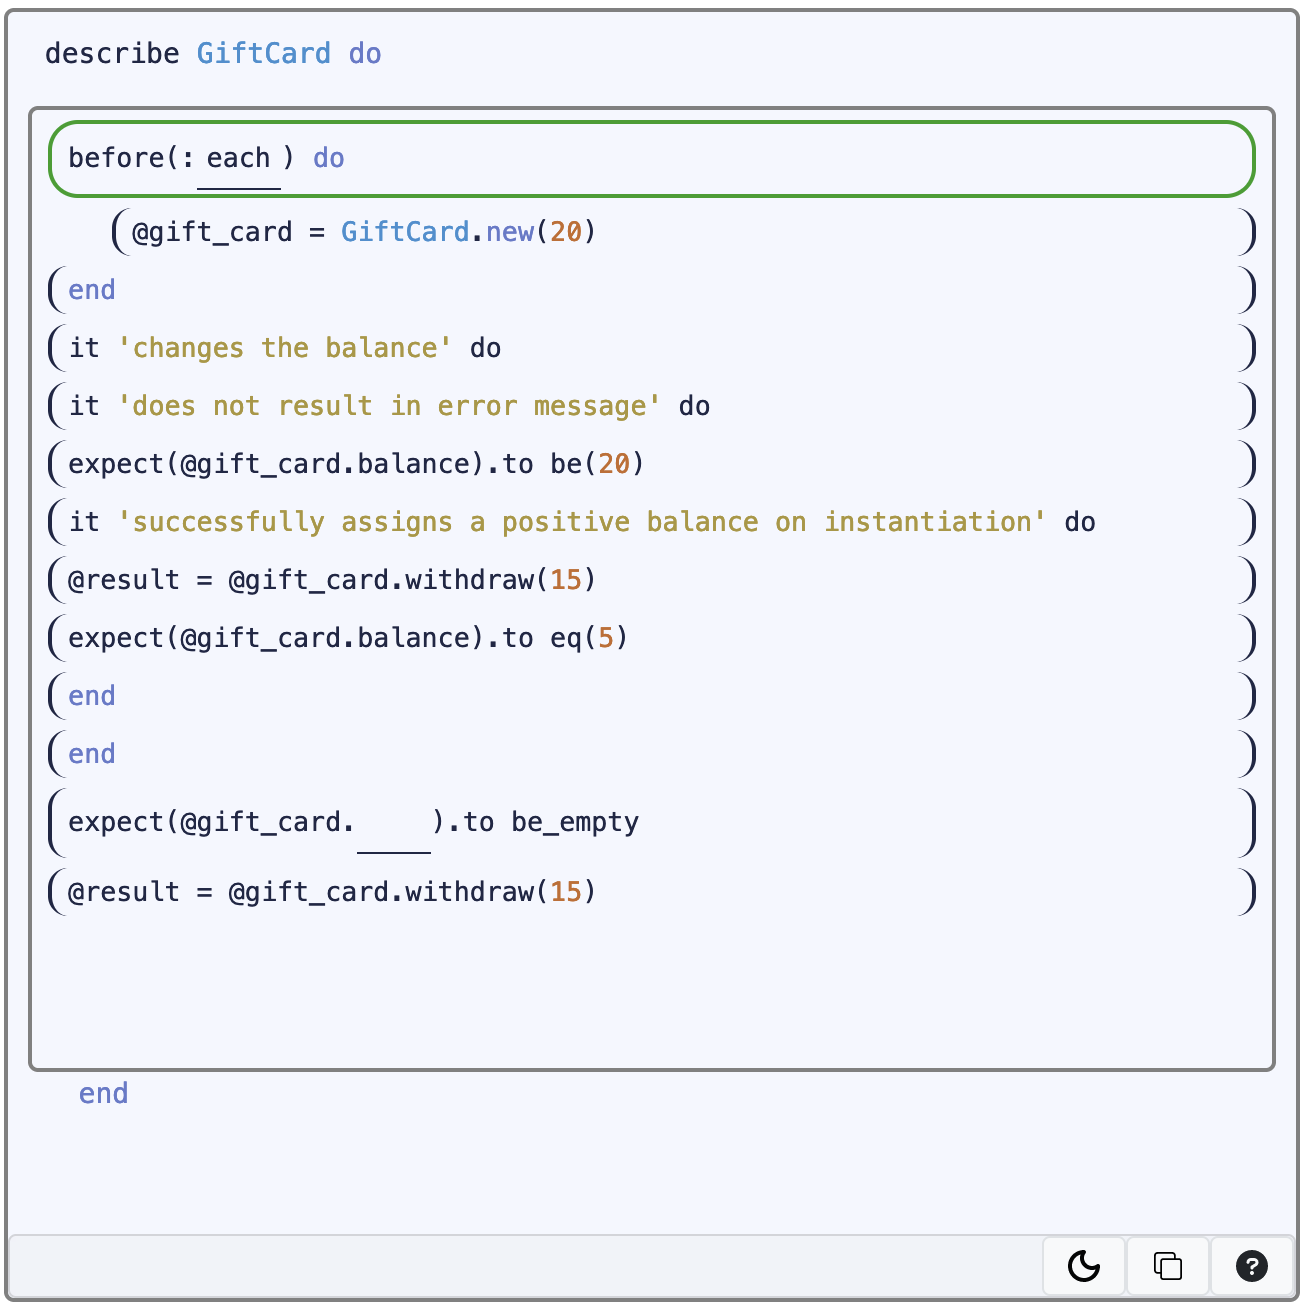 describe GiftCard do
before(: each ) do
@gift_card = GiftCard.new(20)
end
it 'changes the balance' do
it 'does not result in error message' do
expect(@gift_card.balance).to be(20)
it 'successfully assigns a positive balance on instantiation' do
@result = @gift_card.withdraw(15)
expect(@gift_card.balance).to eq(5)
end
end
expect(@gift_card. ).to be_empty
@result = @gift_card.withdraw(15)
end
?